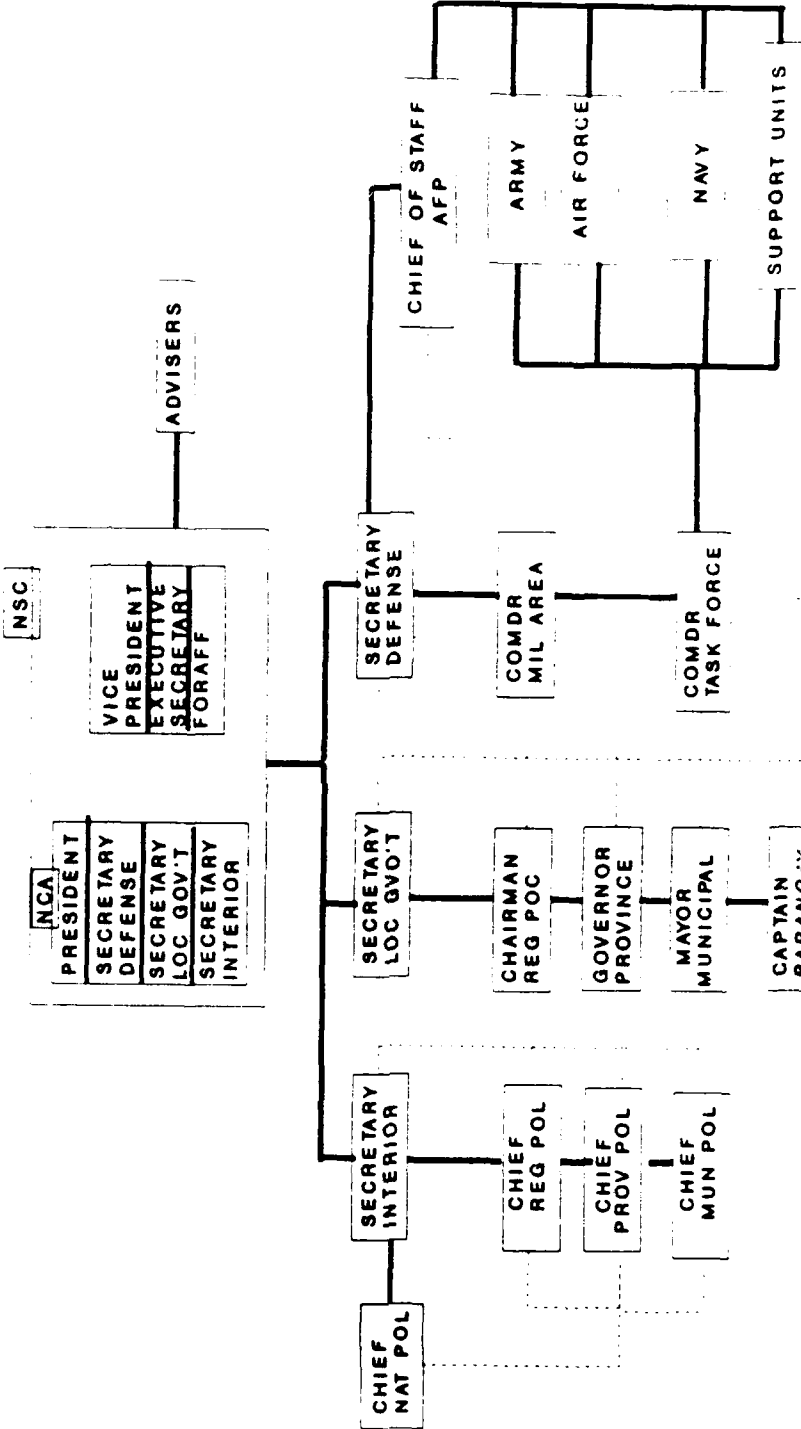 NSC
NCA
PRESIDENT
SECRETARY
DEFENSE
SECRETARY
LOC GOV'T
SECRETARY
INTERIOR
VICE
PRESIDENT
EXECUTIVE
SECRETARY
FORAFF
ADVISERS
SECRETARY
INTERIOR
SECRETARY
LOC GVO'T
SECRETARY
DEFENSE
CHIEF
NAT POL
CHIEF OF STAFF
AFP
CHIEF
REG POL
CHAIRMAN
REG POC
COMDR
MIL AREA
ARMY
CHIEF
PROV POL
GOVERNOR
PROVINCE
AIR FORCE
CHIEF
MUN POL
MAYOR
MUNICIPAL
COMDR
TASK FORCE
NAVY
CAPTAIN
SUPPORT UNITS